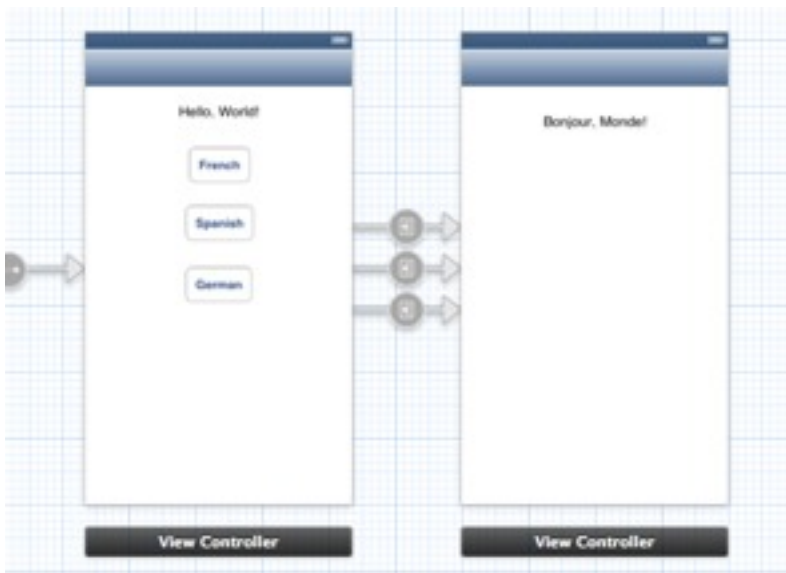 Hello, World!
French
Spanish
German
View Controller
Bonjour, Monde!
View Controller